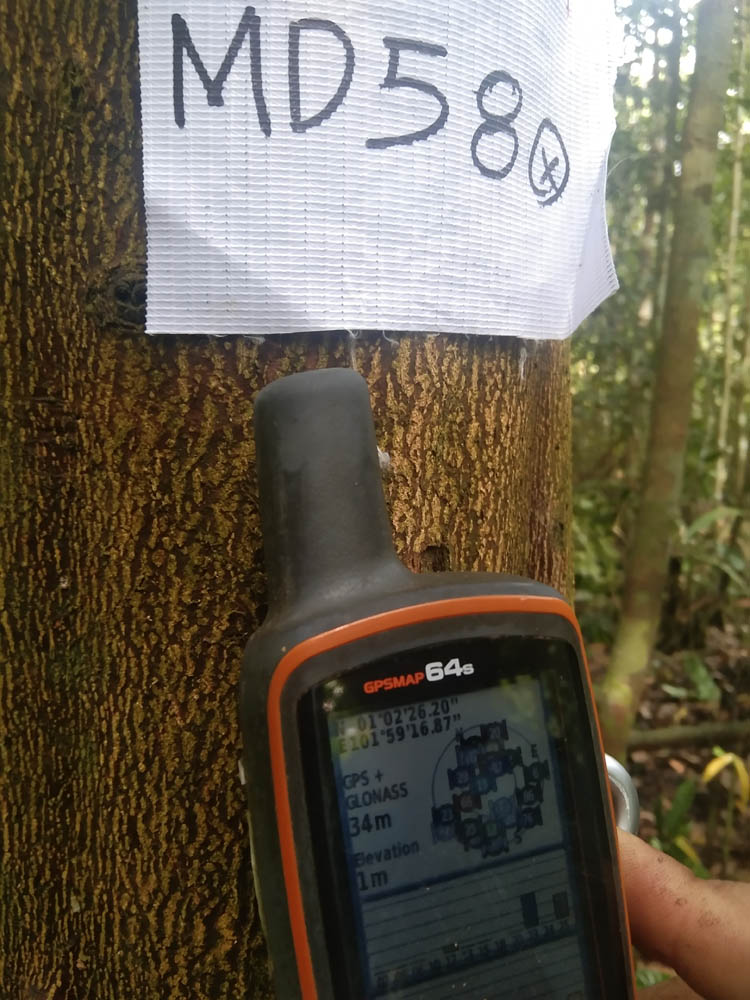 MD58 ⓧ
GPSMAP 64s
N 01°02'26.20"
E101°59'16.87"
GPS +
GLONASS
34m
Elevation
1m
N
E
S